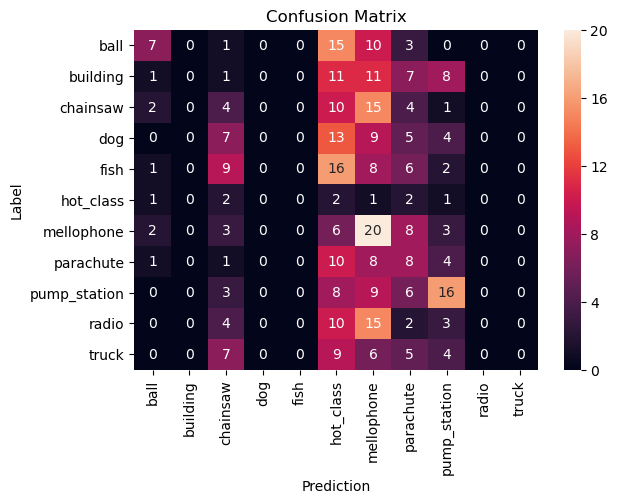 Confusion Matrix
ball 7 0 1 0 0 15 10 3 0 0 0
building 1 0 1 0 0 11 11 7 8 0 0
chainsaw 2 0 4 0 0 10 15 4 1 0 0
dog 0 0 7 0 0 13 9 5 4 0 0
fish 1 0 9 0 0 16 8 6 2 0 0
hot_class 1 0 2 0 0 2 1 2 1 0 0
mellophone 2 0 3 0 0 6 20 8 3 0 0
parachute 1 0 1 0 0 10 8 8 4 0 0
pump_station 0 0 3 0 0 8 9 6 16 0 0
radio 0 0 4 0 0 10 15 2 3 0 0
truck 0 0 7 0 0 9 6 5 4 0 0
Label
ball building chainsaw dog fish hot_class mellophone parachute pump_station radio truck
Prediction
20
16
12
8
4
0